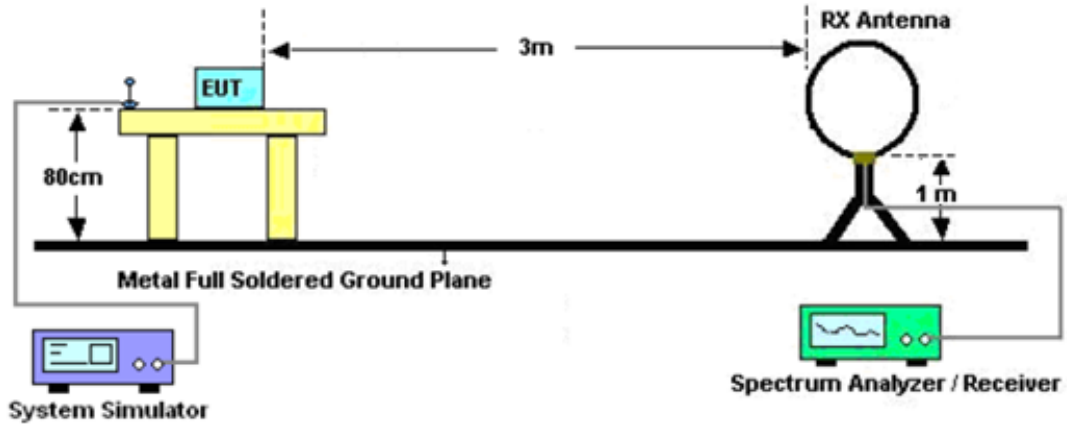 RX Antenna
3m
EUT
80cm
1 m
Metal Full Soldered Ground Plane
Spectrum Analyzer / Receiver
System Simulator